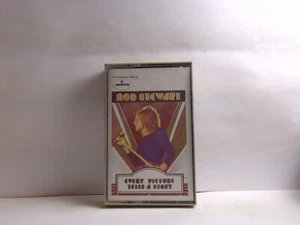 ROD STEWART
EVERY PICTURE
TELLS A STORY